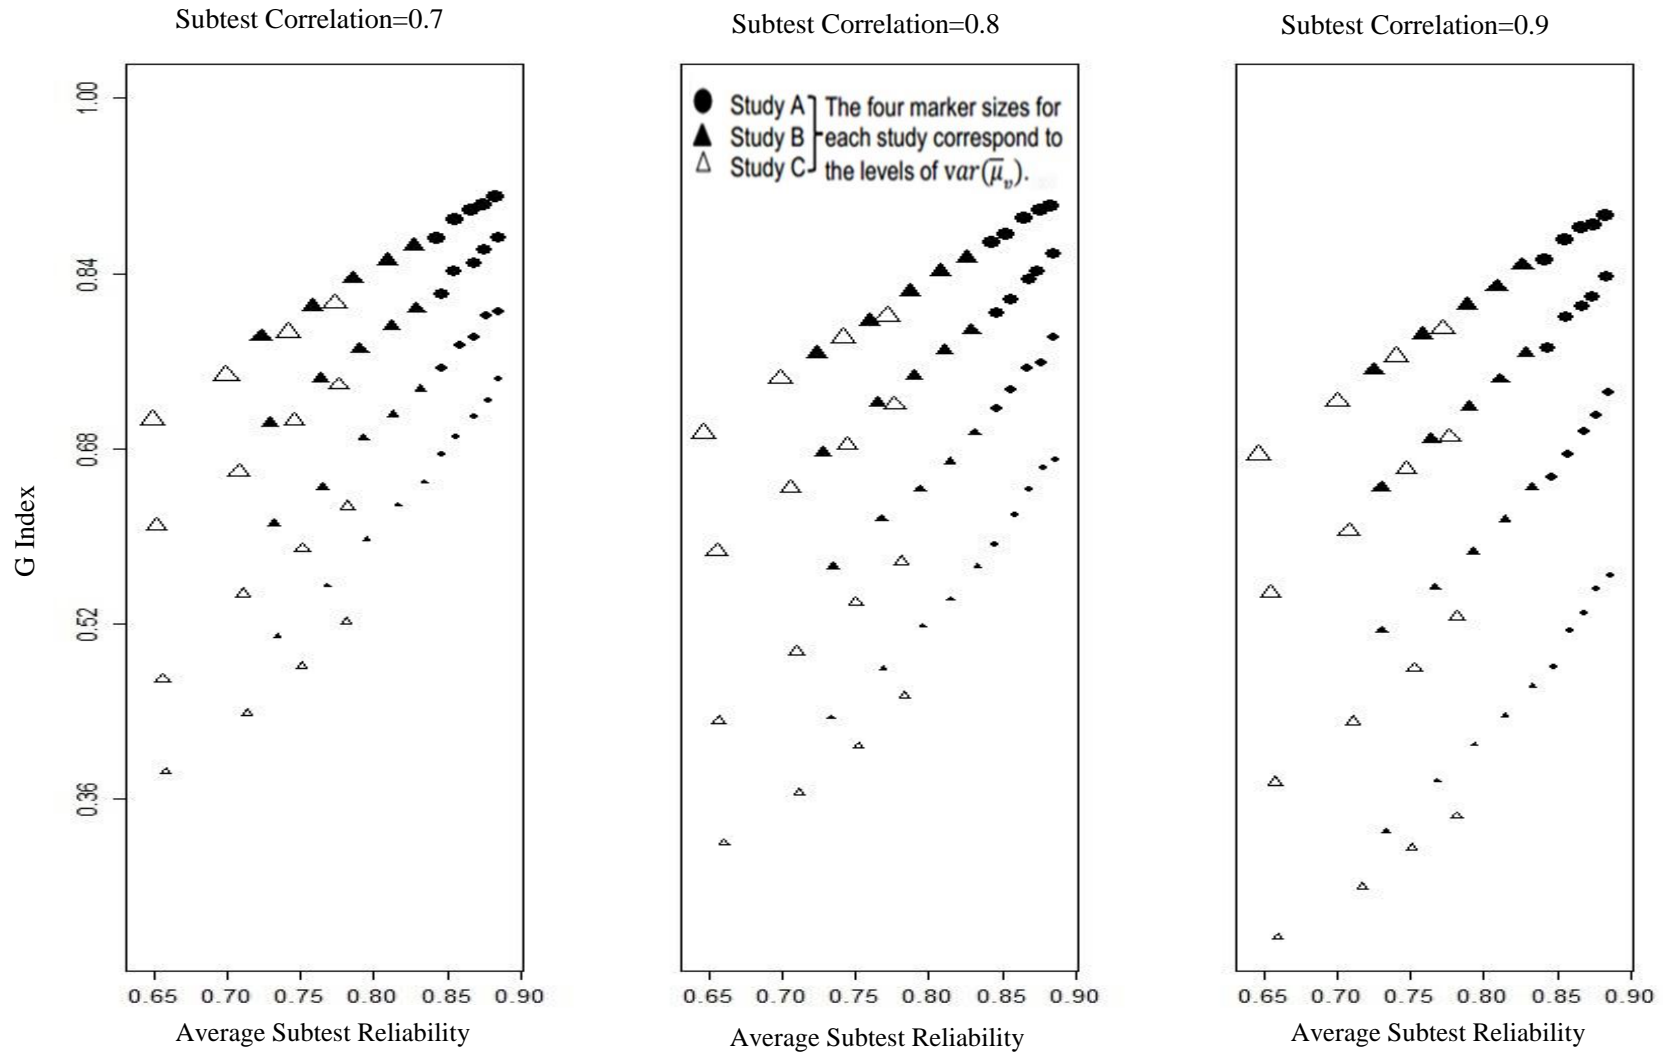 Subtest Correlation=0.7
Subtest Correlation=0.8
Subtest Correlation=0.9
Study A The four marker sizes for
Study B each study correspond to
Study C the levels of var(μ̅ᵥ).
G Index
1.00
0.84
0.68
0.52
0.36
0.65 0.70 0.75 0.80 0.85 0.90
0.65 0.70 0.75 0.80 0.85 0.90
0.65 0.70 0.75 0.80 0.85 0.90
Average Subtest Reliability
Average Subtest Reliability
Average Subtest Reliability